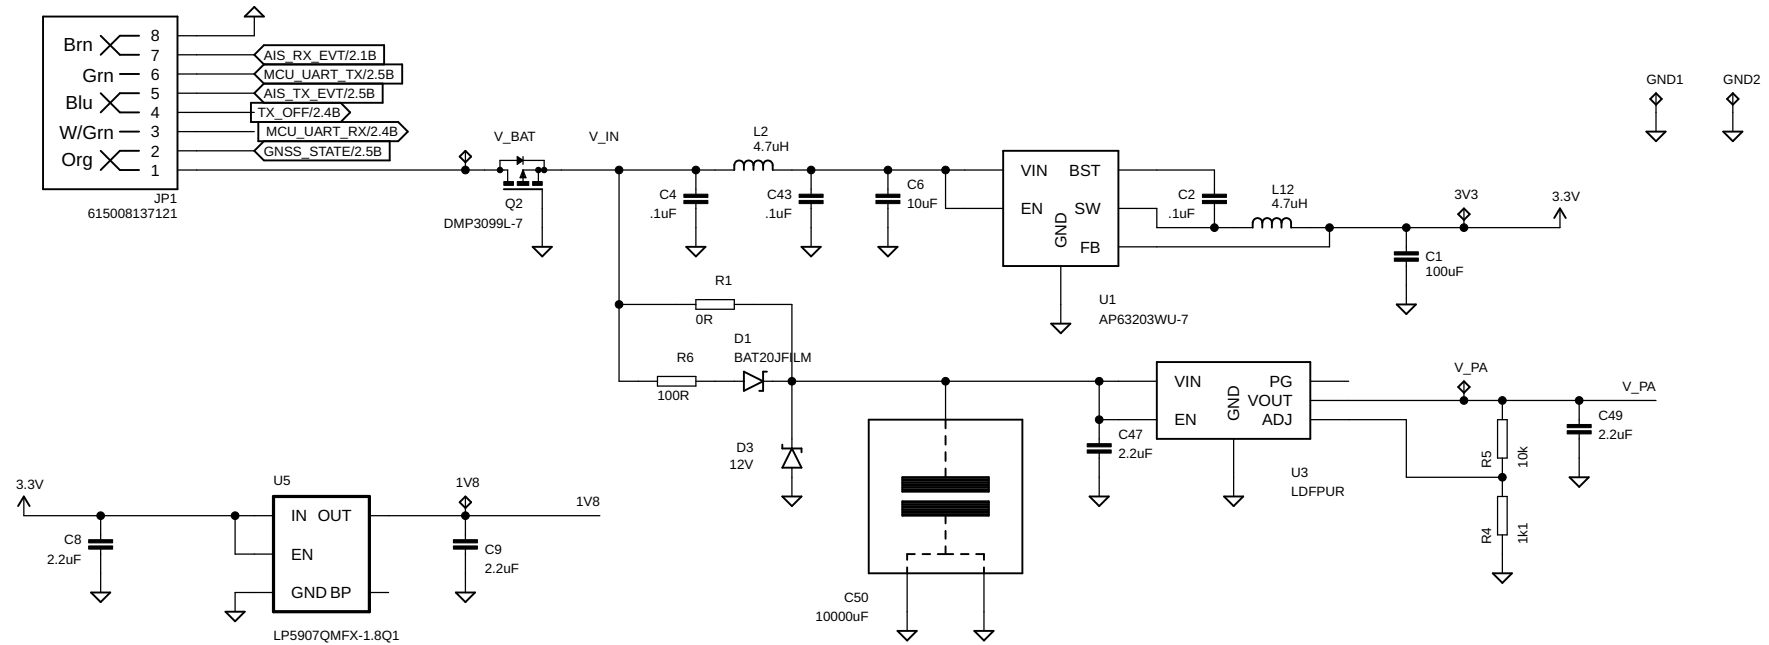 Brn
8
7
AIS_RX_EVT/2.1B
Grn
6
MCU_UART_TX/2.5B
Blu
5
AIS_TX_EVT/2.5B
4
TX_OFF/2.4B
W/Grn
3
MCU_UART_RX/2.4B
Org
2
GNSS_STATE/2.5B
1
JP1
615008137121
V_BAT
Q2
DMP3099L-7
V_IN
C4
.1uF
L2
4.7uH
C43
.1uF
C6
10uF
VIN
EN
GND
BST
SW
FB
U1
AP63203WU-7
C2
.1uF
L12
4.7uH
C1
100uF
3V3
3.3V
GND1
GND2
R1
0R
R6
100R
D1
BAT20JFILM
D3
12V
C50
10000uF
C47
2.2uF
VIN
EN
GND
PG
VOUT
ADJ
U3
LDFPUR
V_PA
V_PA
R5
10k
R4
1k1
C49
2.2uF
3.3V
C8
2.2uF
U5
IN OUT
EN
GND BP
LP5907QMFX-1.8Q1
1V8
1V8
C9
2.2uF